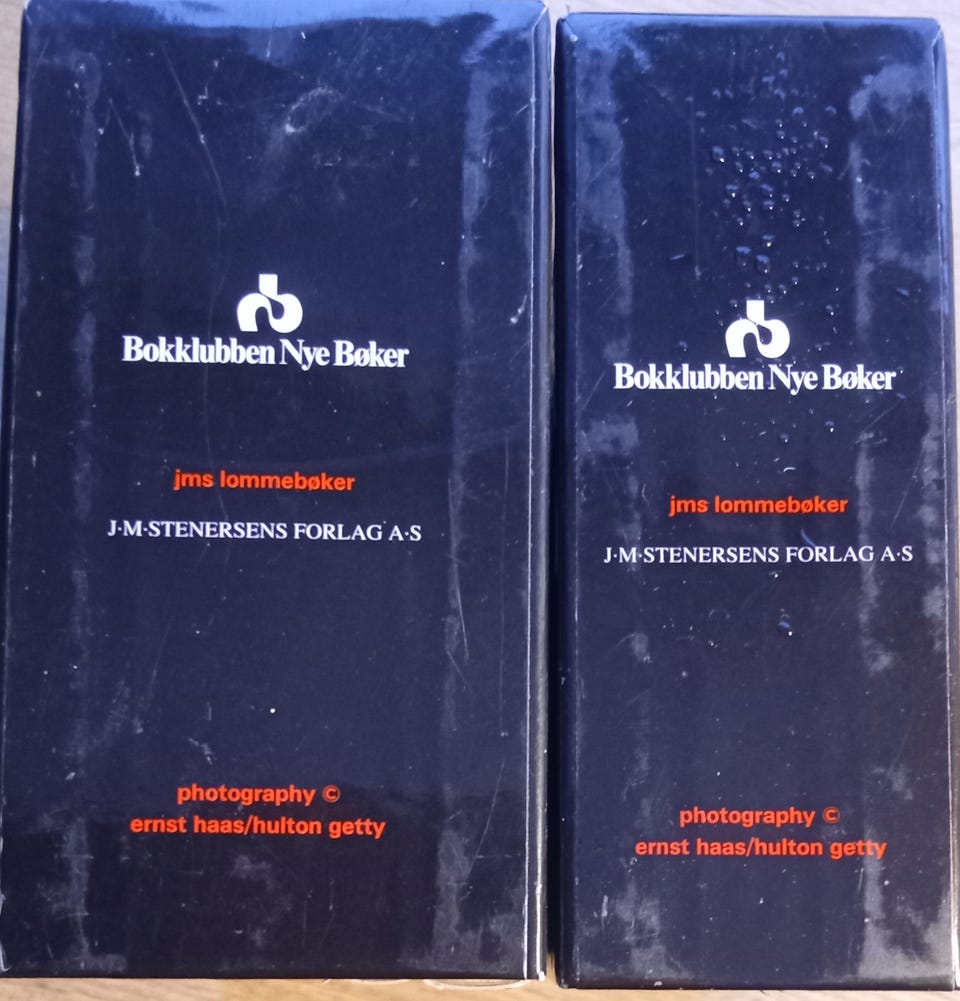 Bokklubben Nye Bøker
jms lommebøker
J·M·STENERSENS FORLAG A·S
photography ©
ernst haas/hulton getty
Bokklubben Nye Bøker
jms lommebøker
J·M·STENERSENS FORLAG A·S
photography ©
ernst haas/hulton getty